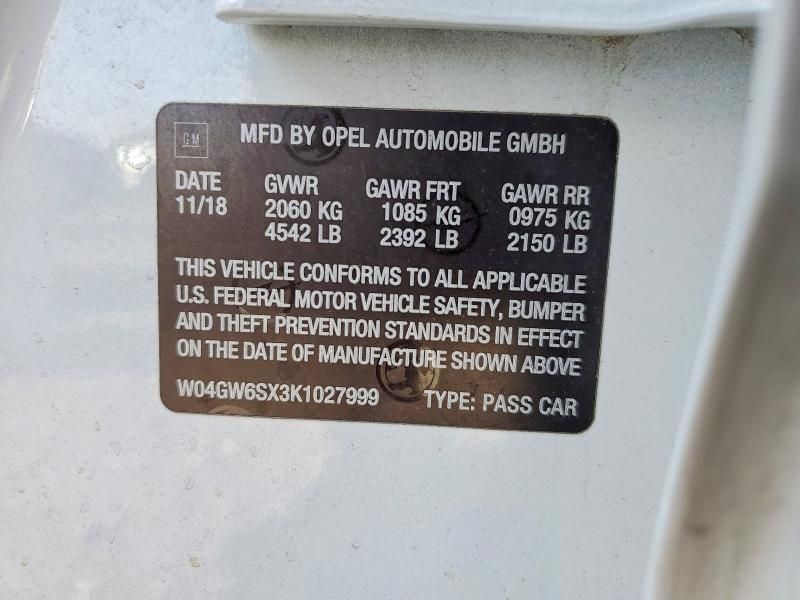 GM MFD BY OPEL AUTOMOBILE GMBH
DATE GVWR GAWR FRT GAWR RR
11/18 2060 KG 1085 KG 0975 KG
4542 LB 2392 LB 2150 LB
THIS VEHICLE CONFORMS TO ALL APPLICABLE
U.S. FEDERAL MOTOR VEHICLE SAFETY, BUMPER
AND THEFT PREVENTION STANDARDS IN EFFECT
ON THE DATE OF MANUFACTURE SHOWN ABOVE
W04GW6SX3K1027999 TYPE: PASS CAR